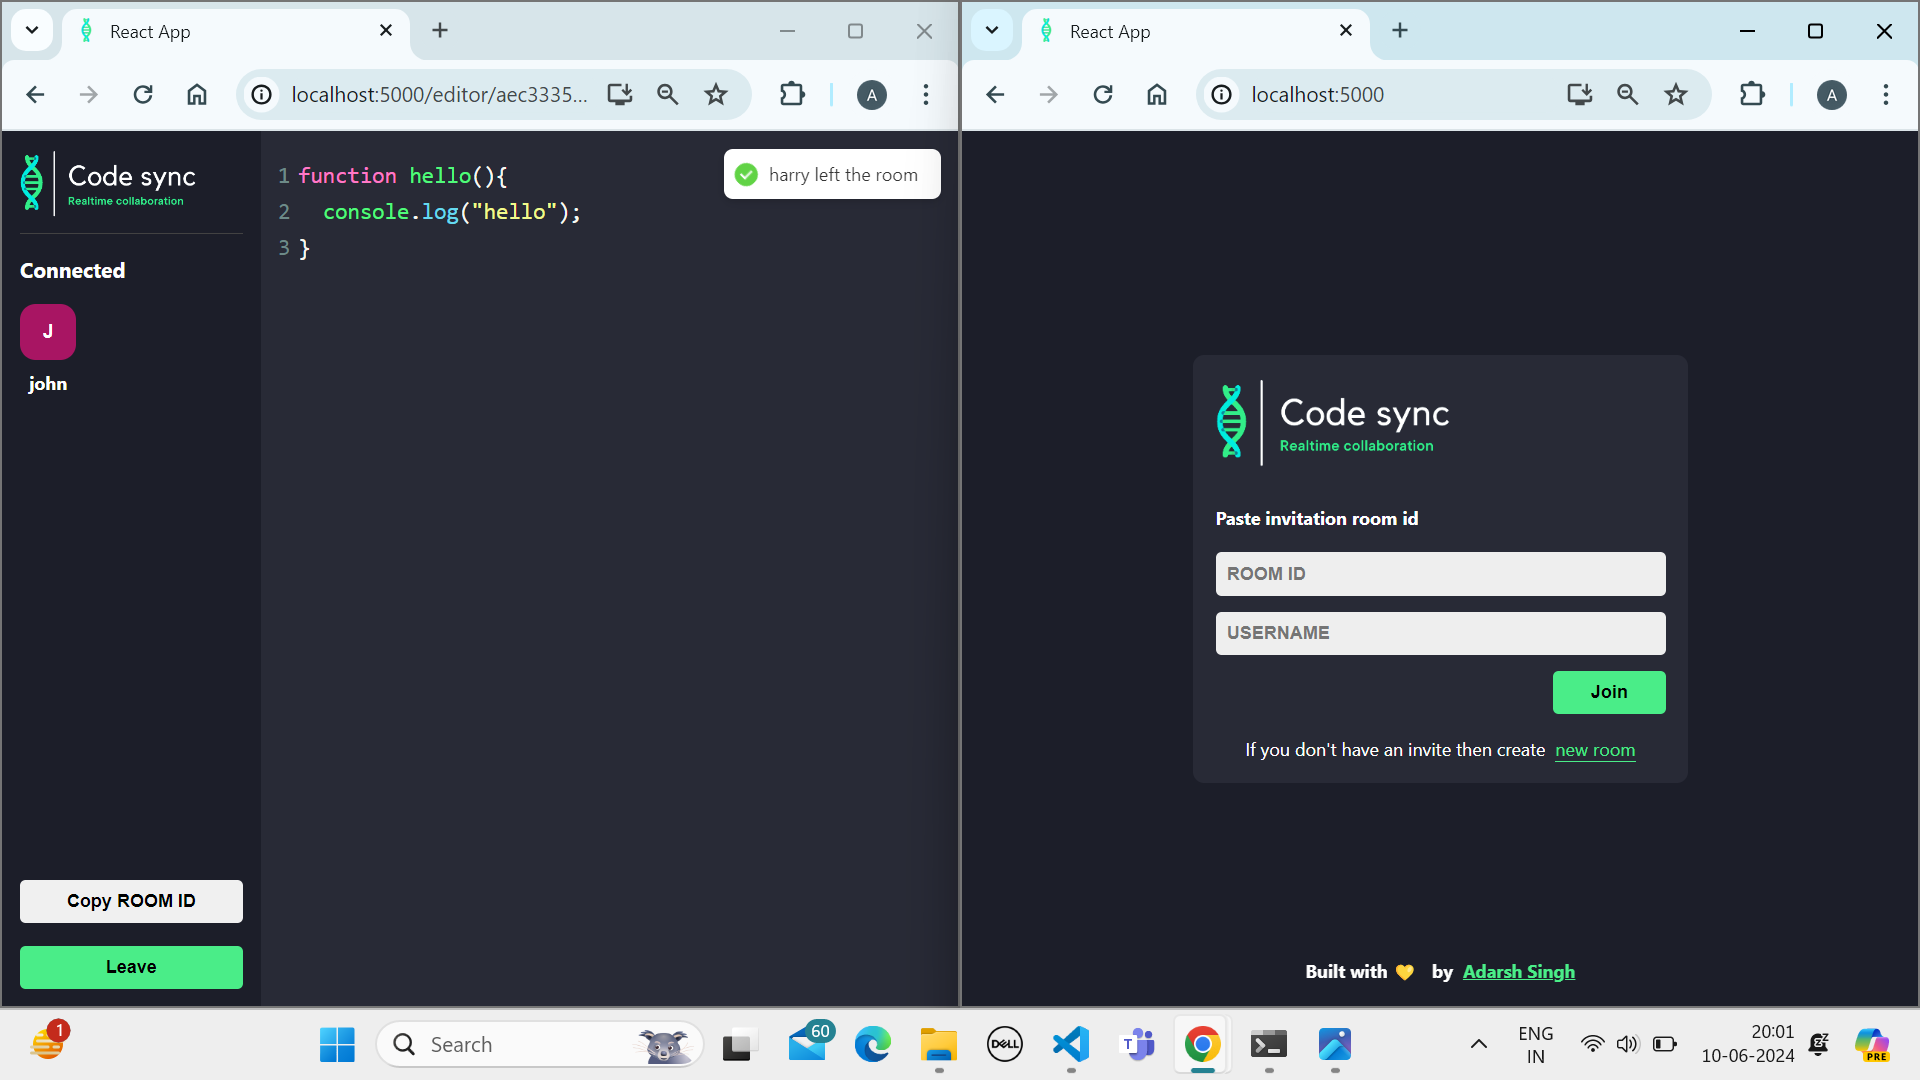 React App
localhost:5000/editor/aec3335...
A
Code sync
Realtime collaboration
Connected
J
john
Copy ROOM ID
Leave
1 function hello(){
2 console.log("hello");
3 }
harry left the room
React App
localhost:5000
A
Code sync
Realtime collaboration
Paste invitation room id
ROOM ID
USERNAME
Join
If you don't have an invite then create new room
Built with 💛 by Adarsh Singh
1
Search
60
DELL
T
ENG
IN
20:01
10-06-2024
PRE